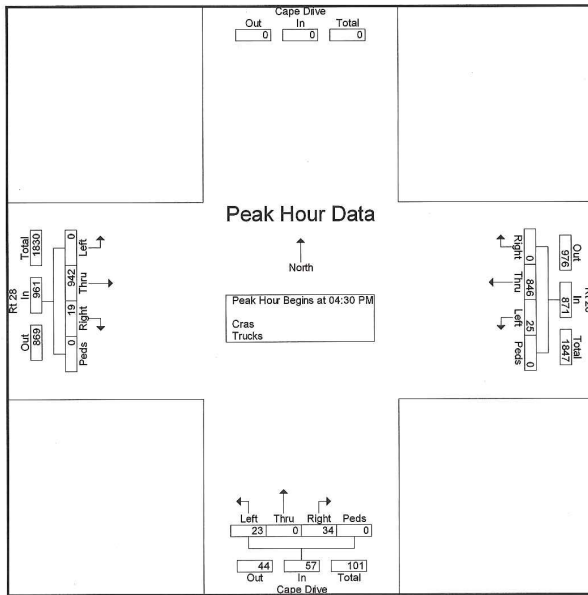 Cape Drive
Out In Total
0 0 0
Peak Hour Data
North
Peak Hour Begins at 04:30 PM
Cras
Trucks
Rt 28
Total In Out
1830 961 869
Left Thru Right Peds
0 942 19 0
Right Thru Left Peds
0 846 25 0
Out In Total
976 871 1847
Left Thru Right Peds
23 0 34 0
44 57 101
Out In Total
Cape Drive